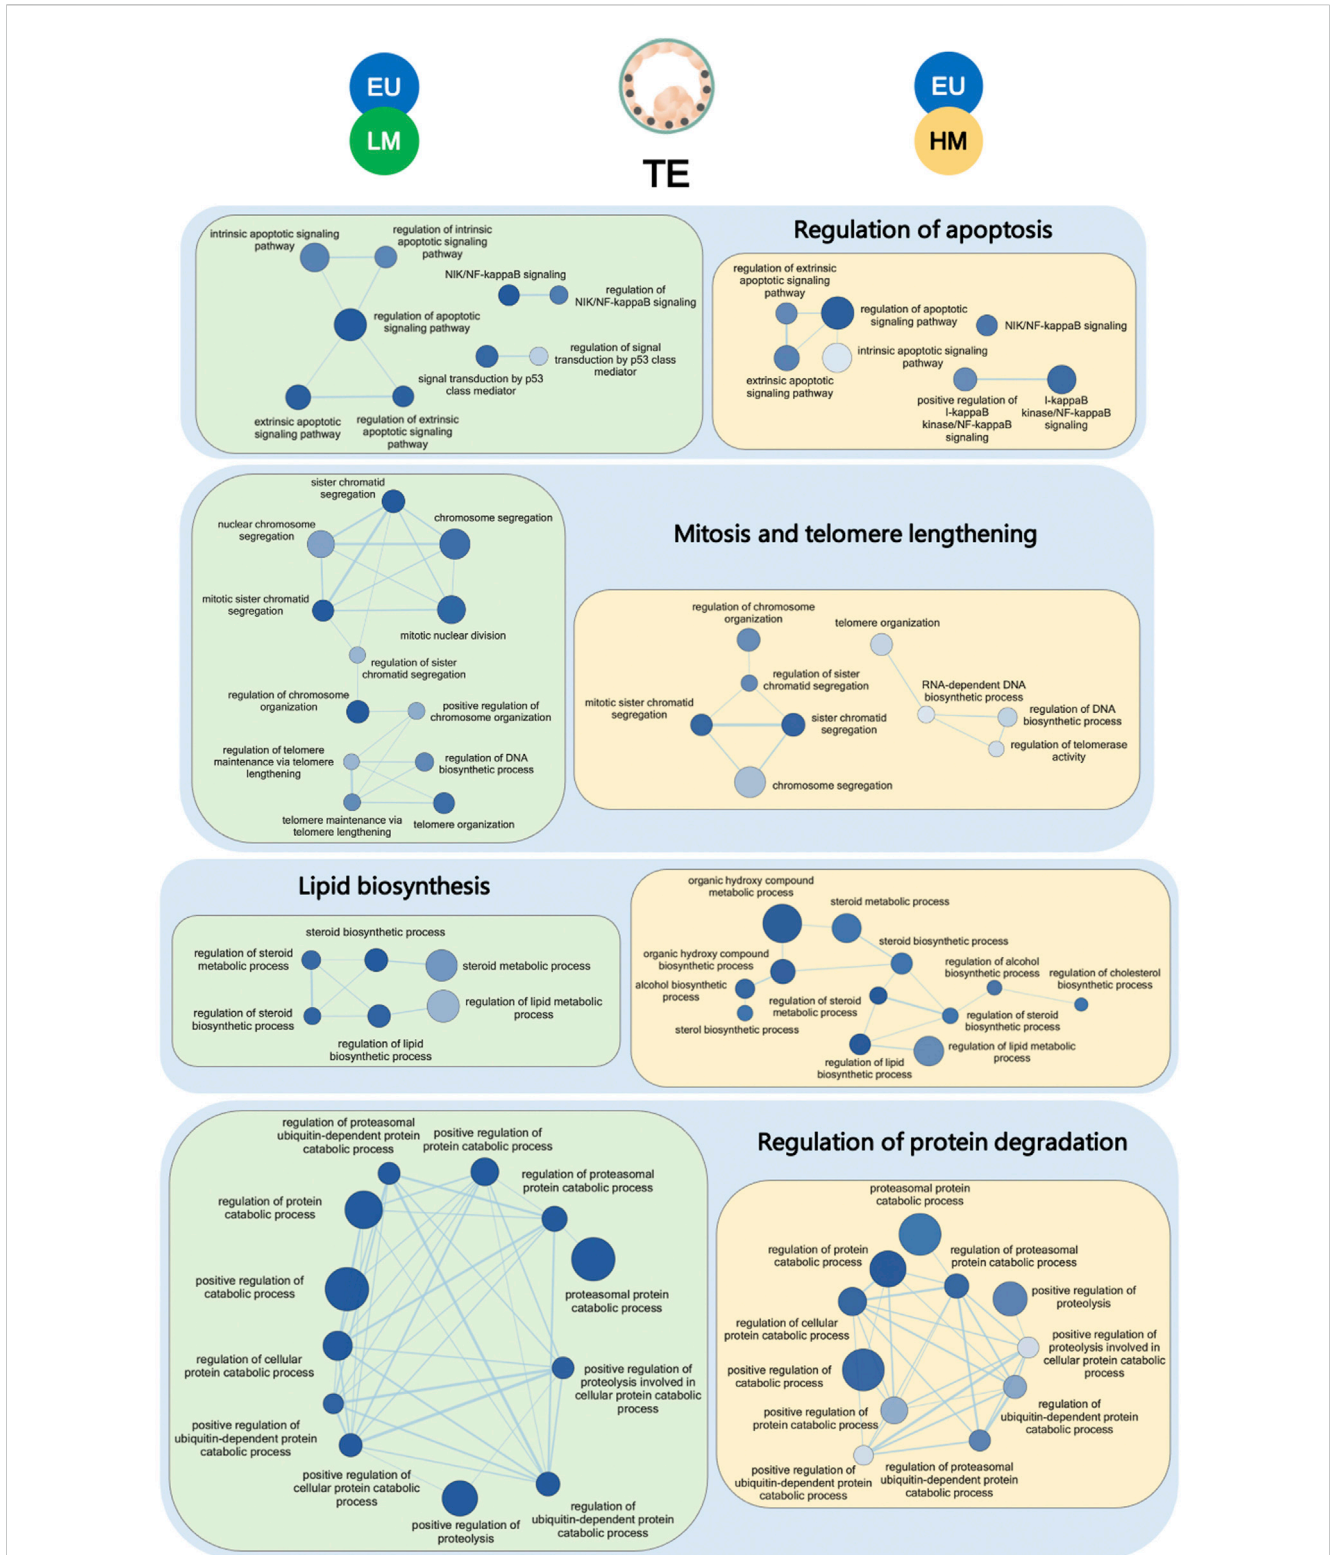 EU
LM
TE
EU
HM
Regulation of apoptosis
intrinsic apoptotic signaling
pathway
regulation of intrinsic
apoptotic signaling
pathway
NIK/NF-kappaB signaling
regulation of
NIK/NF-kappaB signaling
regulation of apoptotic
signaling pathway
regulation of signal
transduction by p53 class
mediator
signal transduction by p53
class mediator
extrinsic apoptotic
signaling pathway
regulation of extrinsic
apoptotic signaling
pathway
regulation of extrinsic
apoptotic signaling
pathway
regulation of apoptotic
signaling pathway
NIK/NF-kappaB signaling
intrinsic apoptotic signaling
pathway
extrinsic apoptotic
signaling pathway
positive regulation of
I-kappaB
kinase/NF-kappaB
signaling
I-kappaB
kinase/NF-kappaB
signaling
Mitosis and telomere lengthening
sister chromatid
segregation
nuclear chromosome
segregation
chromosome segregation
mitotic sister chromatid
segregation
mitotic nuclear division
regulation of sister
chromatid segregation
regulation of chromosome
organization
positive regulation of
chromosome organization
regulation of telomere
maintenance via telomere
lengthening
regulation of DNA
biosynthetic process
telomere maintenance via
telomere lengthening
telomere organization
regulation of chromosome
organization
telomere organization
regulation of sister
chromatid segregation
RNA-dependent DNA
biosynthetic process
mitotic sister chromatid
segregation
sister chromatid
segregation
regulation of DNA
biosynthetic process
regulation of telomerase
activity
chromosome segregation
Lipid biosynthesis
steroid biosynthetic process
regulation of steroid
metabolic process
steroid metabolic process
regulation of lipid metabolic
process
regulation of steroid
biosynthetic process
regulation of lipid
biosynthetic process
organic hydroxy compound
metabolic process
steroid metabolic process
steroid biosynthetic process
organic hydroxy compound
biosynthetic process
regulation of alcohol
biosynthetic process
regulation of cholesterol
biosynthetic process
alcohol biosynthetic
process
regulation of steroid
metabolic process
sterol biosynthetic process
regulation of steroid
biosynthetic process
regulation of lipid metabolic
process
regulation of lipid
biosynthetic process
Regulation of protein degradation
regulation of proteasomal
ubiquitin-dependent protein
catabolic process
positive regulation of
protein catabolic process
regulation of proteasomal
protein catabolic process
regulation of protein
catabolic process
positive regulation of
catabolic process
proteasomal protein
catabolic process
regulation of cellular
protein catabolic process
positive regulation of
proteolysis involved in
cellular protein catabolic
process
positive regulation of
ubiquitin-dependent protein
catabolic process
positive regulation of
cellular protein catabolic
process
positive regulation of
proteolysis
regulation of
ubiquitin-dependent protein
catabolic process
proteasomal protein
catabolic process
regulation of protein
catabolic process
regulation of proteasomal
protein catabolic process
positive regulation of
proteolysis
regulation of cellular
protein catabolic process
positive regulation of
proteolysis involved in
cellular protein catabolic
process
positive regulation of
catabolic process
positive regulation of
protein catabolic process
regulation of
ubiquitin-dependent protein
catabolic process
positive regulation of
ubiquitin-dependent protein
catabolic process
regulation of proteasomal
ubiquitin-dependent protein
catabolic process